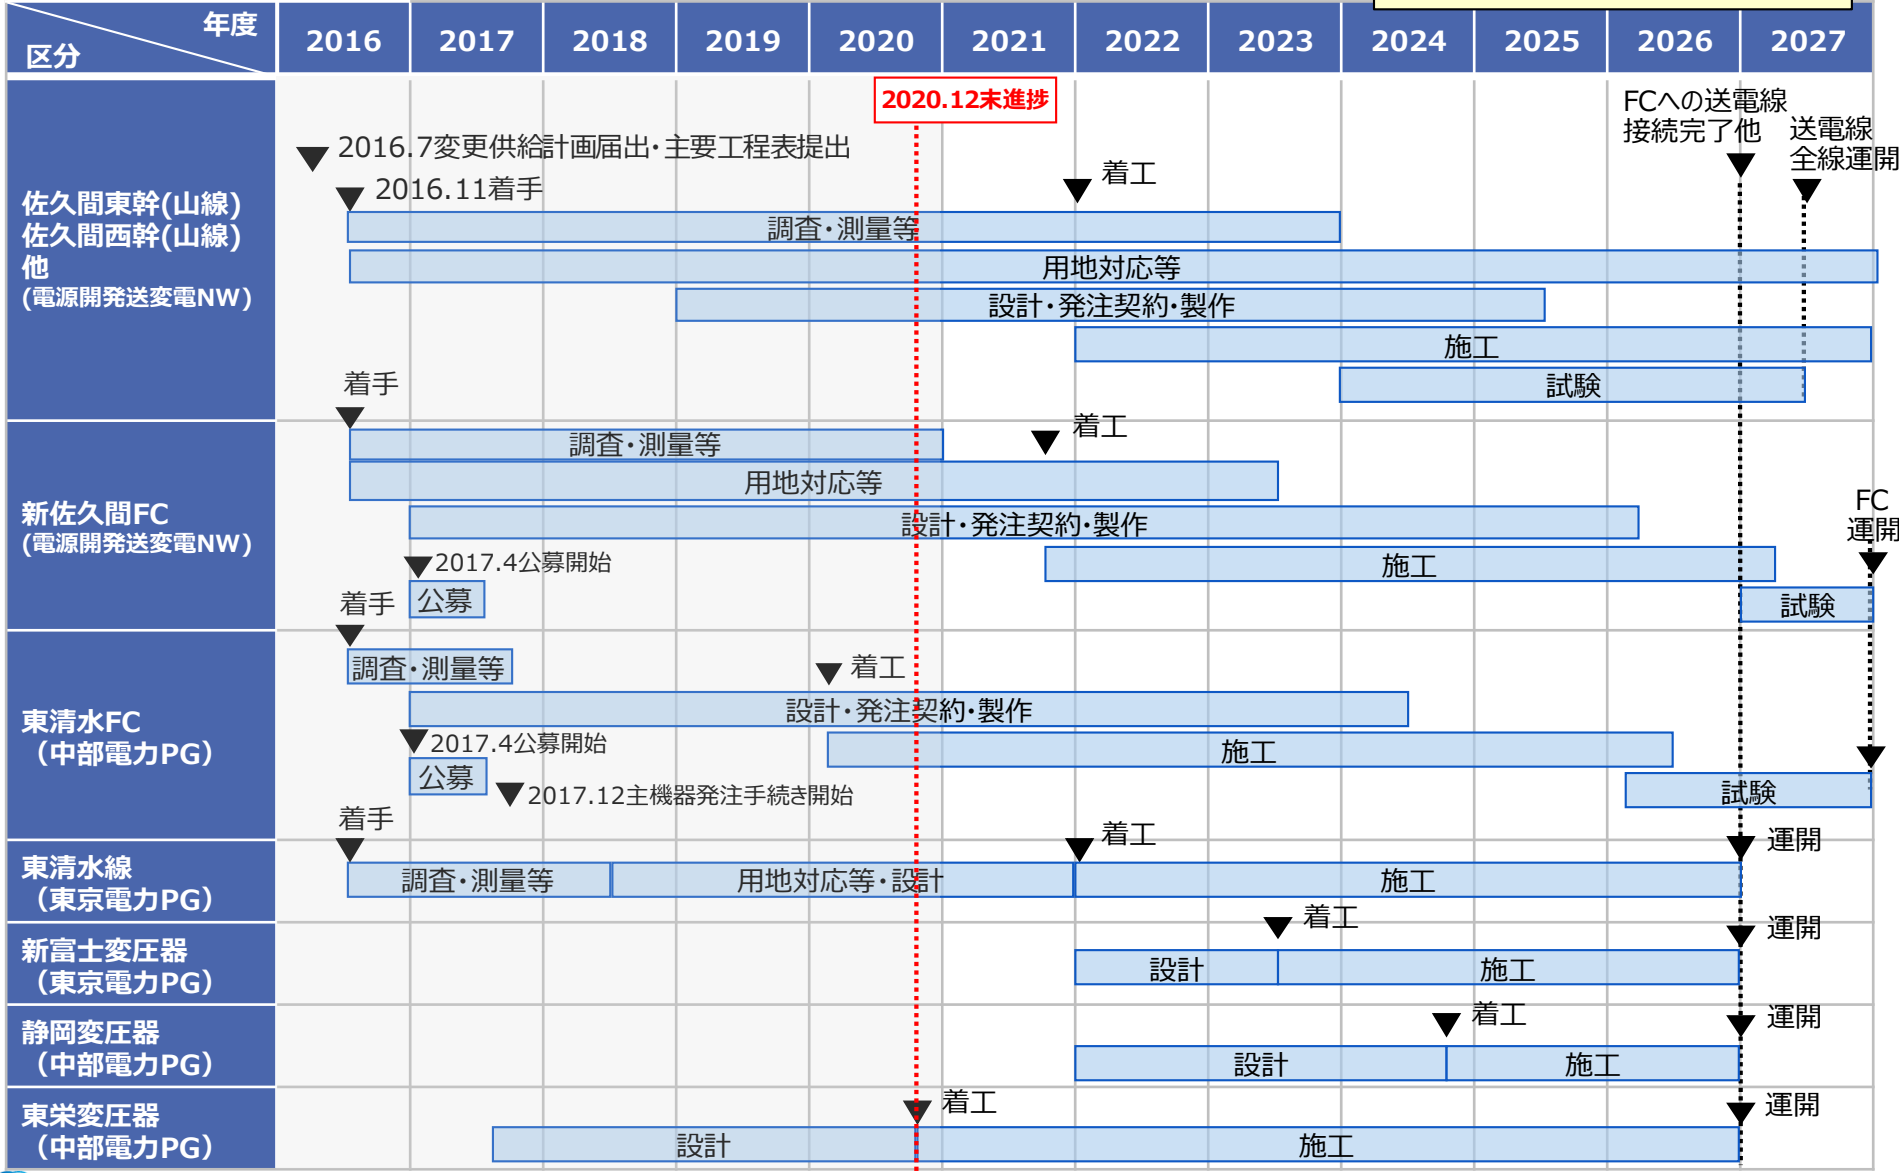 年度
区分
2016 2017 2018 2019 2020 2021 2022 2023 2024 2025 2026 2027
2020.12末進捗
佐久間東幹(山線)
佐久間西幹(山線)
他
(電源開発送変電NW)
FCへの送電線
接続完了他
送電線
全線運開
2016.7変更供給計画届出・主要工程表提出
2016.11着手
着工
調査・測量等
用地対応等
設計・発注契約・製作
施工
試験
新佐久間FC
(電源開発送変電NW)
着手
着工
調査・測量等
用地対応等
設計・発注契約・製作
FC
運開
2017.4公募開始
施工
公募
試験
東清水FC
(中部電力PG)
着手
調査・測量等
着工
設計・発注契約・製作
2017.4公募開始
施工
公募
2017.12主機器発注手続き開始
試験
東清水線
(東京電力PG)
着手
着工
運開
調査・測量等
用地対応等・設計
施工
新富士変圧器
(東京電力PG)
着工
運開
設計
施工
静岡変圧器
(中部電力PG)
着工
運開
設計
施工
東栄変圧器
(中部電力PG)
着工
運開
設計
施工